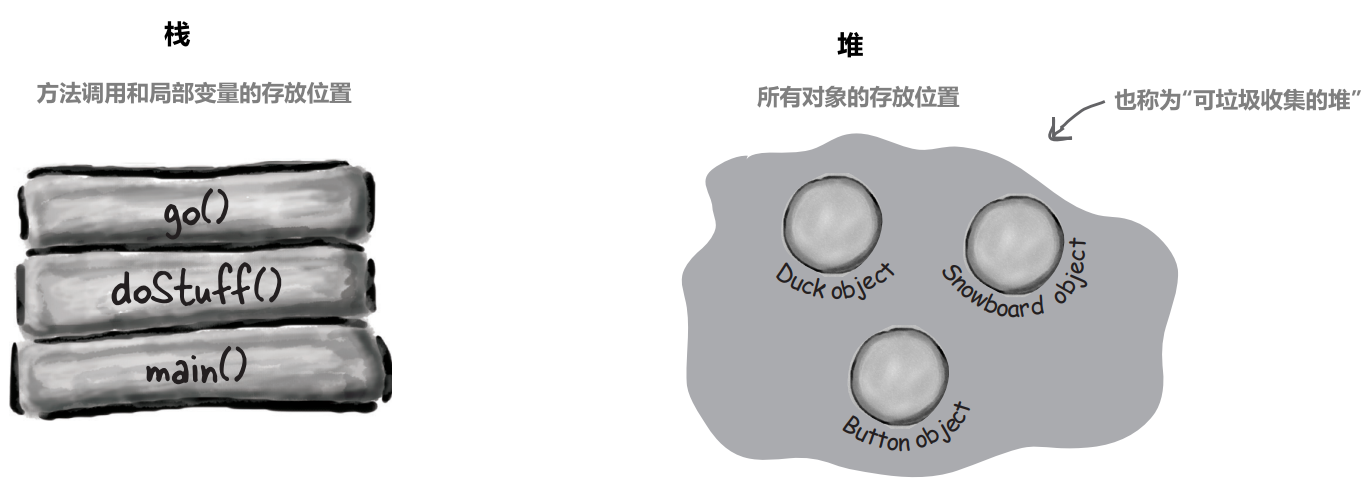 栈
方法调用和局部变量的存放位置
go()
doStuff()
main()
堆
所有对象的存放位置
也称为“可垃圾收集的堆”
Duck object
Snowboard object
Button object